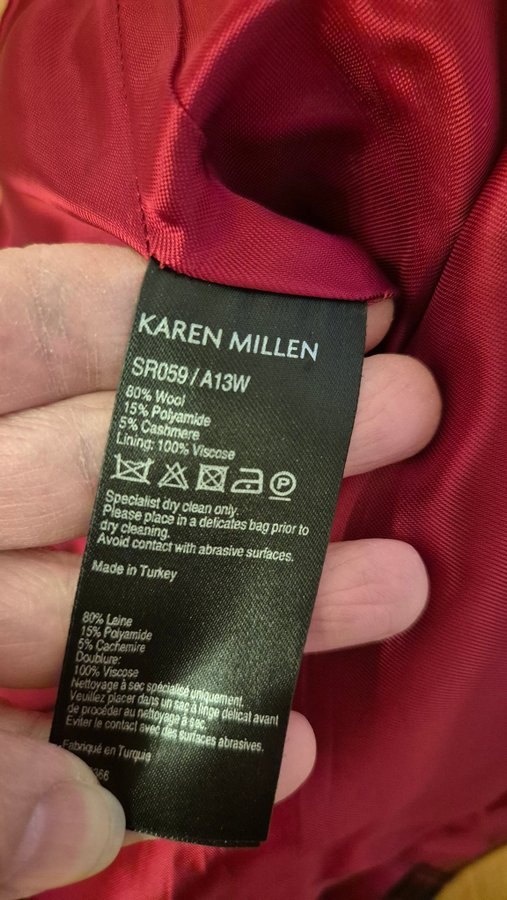 KAREN MILLEN
SR059 / A13W
80% Wool
15% Polyamide
5% Cashmere
Lining: 100% Viscose
P
Specialist dry clean only.
Please place in a delicates bag prior to
dry cleaning.
Avoid contact with abrasive surfaces.
Made in Turkey
80% Laine
15% Polyamide
5% Cachemire
Doublure:
100% Viscose
Nettoyage à sec spécialisé uniquement.
Veuillez placer dans un sac à linge délicat avant
de procéder au nettoyage à sec.
Eviter le contact avec des surfaces abrasives.
Fabriqué en Turquie